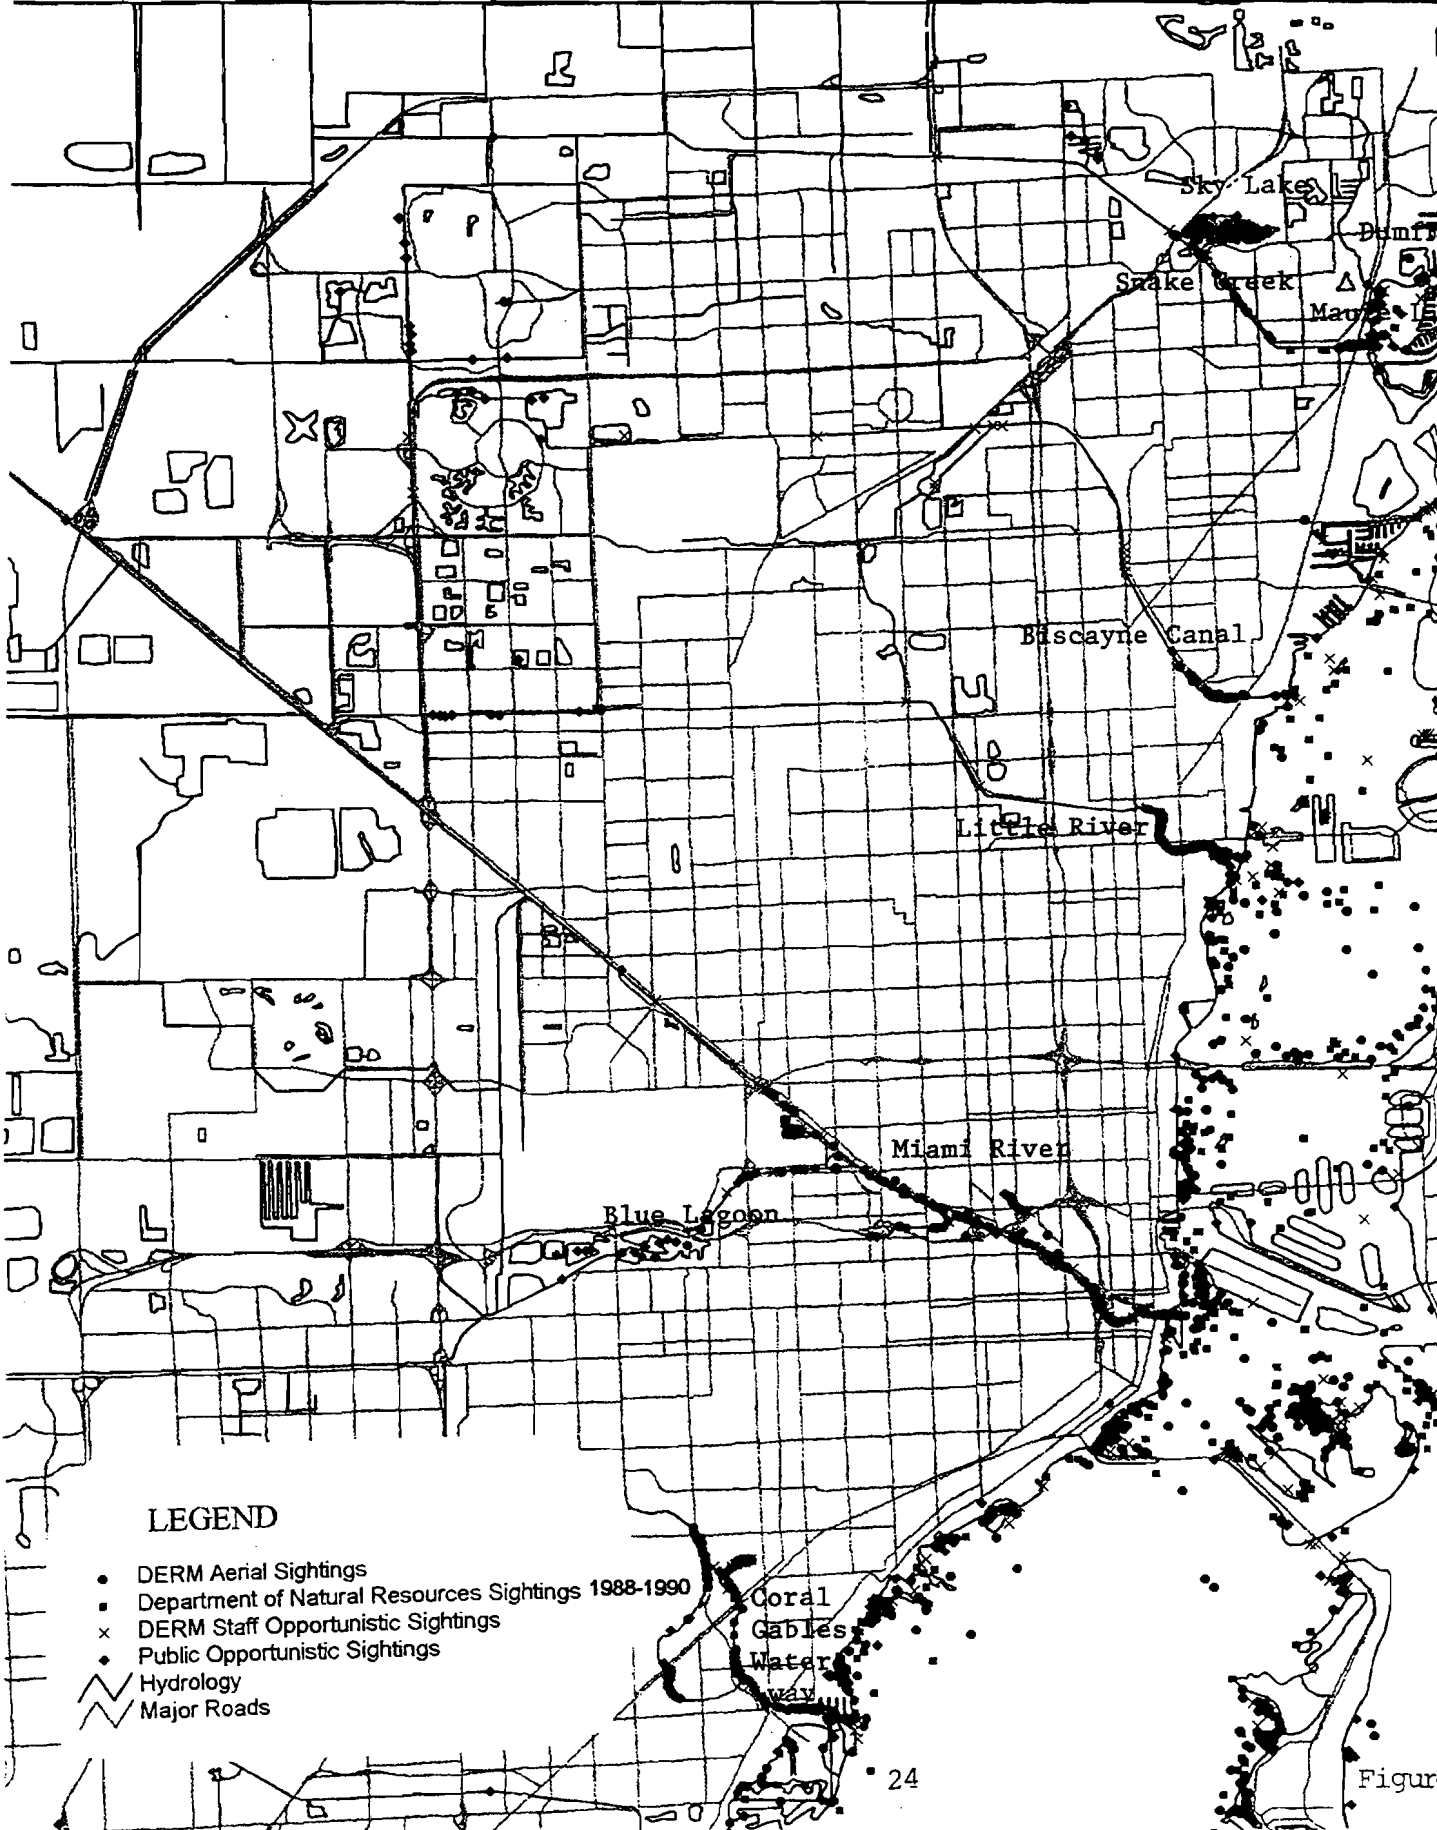 Sky Lake
Snake Creek
Biscayne Canal
Little River
Miami River
Blue Lagoon
LEGEND
DERM Aerial Sightings
Department of Natural Resources Sightings 1988-1990
DERM Staff Opportunistic Sightings
Public Opportunistic Sightings
Hydrology
Major Roads
Coral
Gables
Water
way
24
Figur